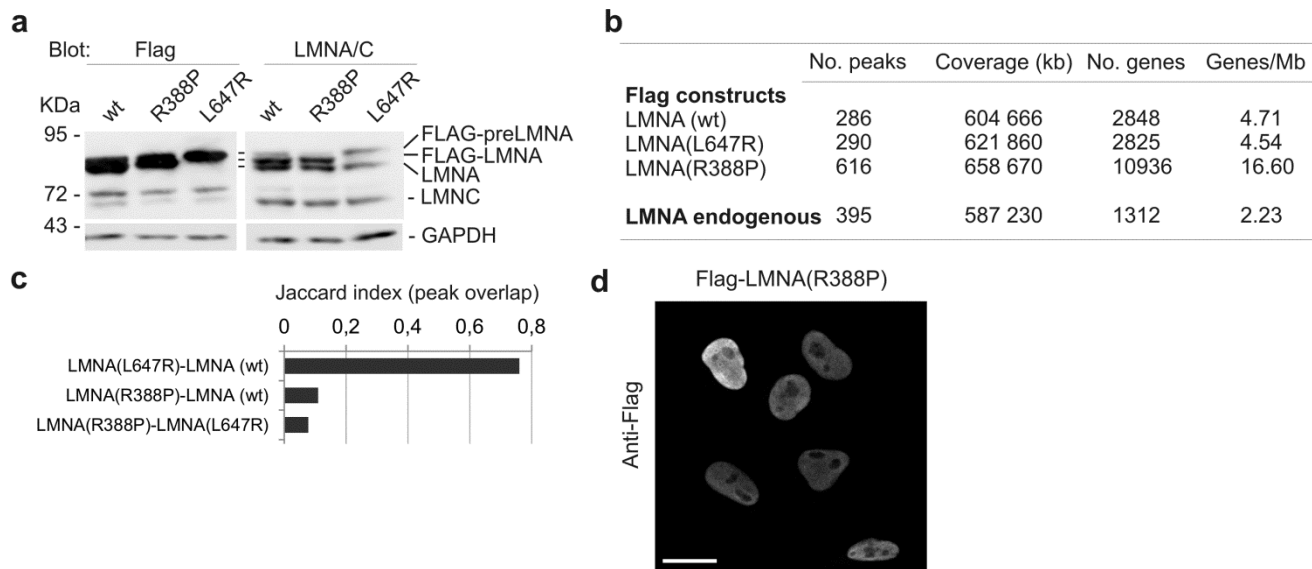 a
Blot: Flag LMNA/C
KDa wt R388P L647R wt R388P L647R
95 -
72 -
43 -
FLAG-preLMNA
FLAG-LMNA
LMNA
- LMNC
- GAPDH
b
No. peaks Coverage (kb) No. genes Genes/Mb
Flag constructs
LMNA (wt) 286 604 666 2848 4.71
LMNA(L647R) 290 621 860 2825 4.54
LMNA(R388P) 616 658 670 10936 16.60
LMNA endogenous 395 587 230 1312 2.23
c
Jaccard index (peak overlap)
0 0,2 0,4 0,6 0,8
LMNA(L647R)-LMNA (wt)
LMNA(R388P)-LMNA (wt)
LMNA(R388P)-LMNA(L647R)
d
Flag-LMNA(R388P)
Anti-Flag